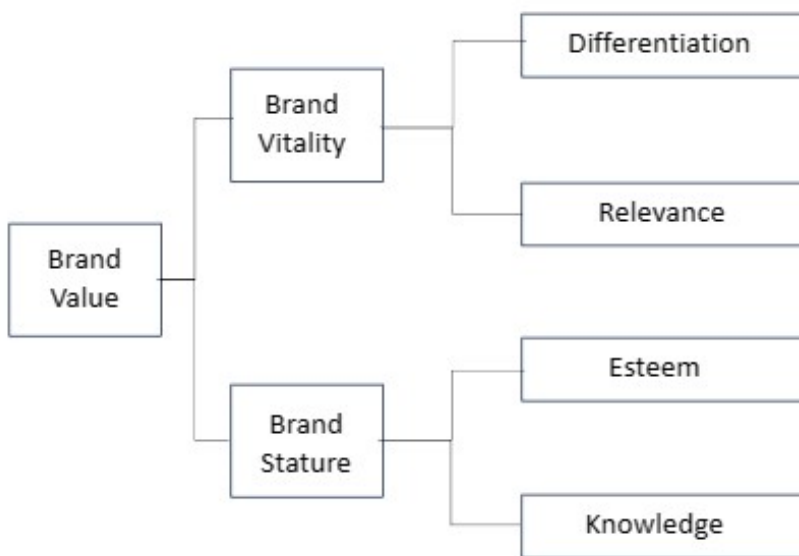 Differentiation
Brand
Vitality
Relevance
Brand
Value
Esteem
Brand
Stature
Knowledge